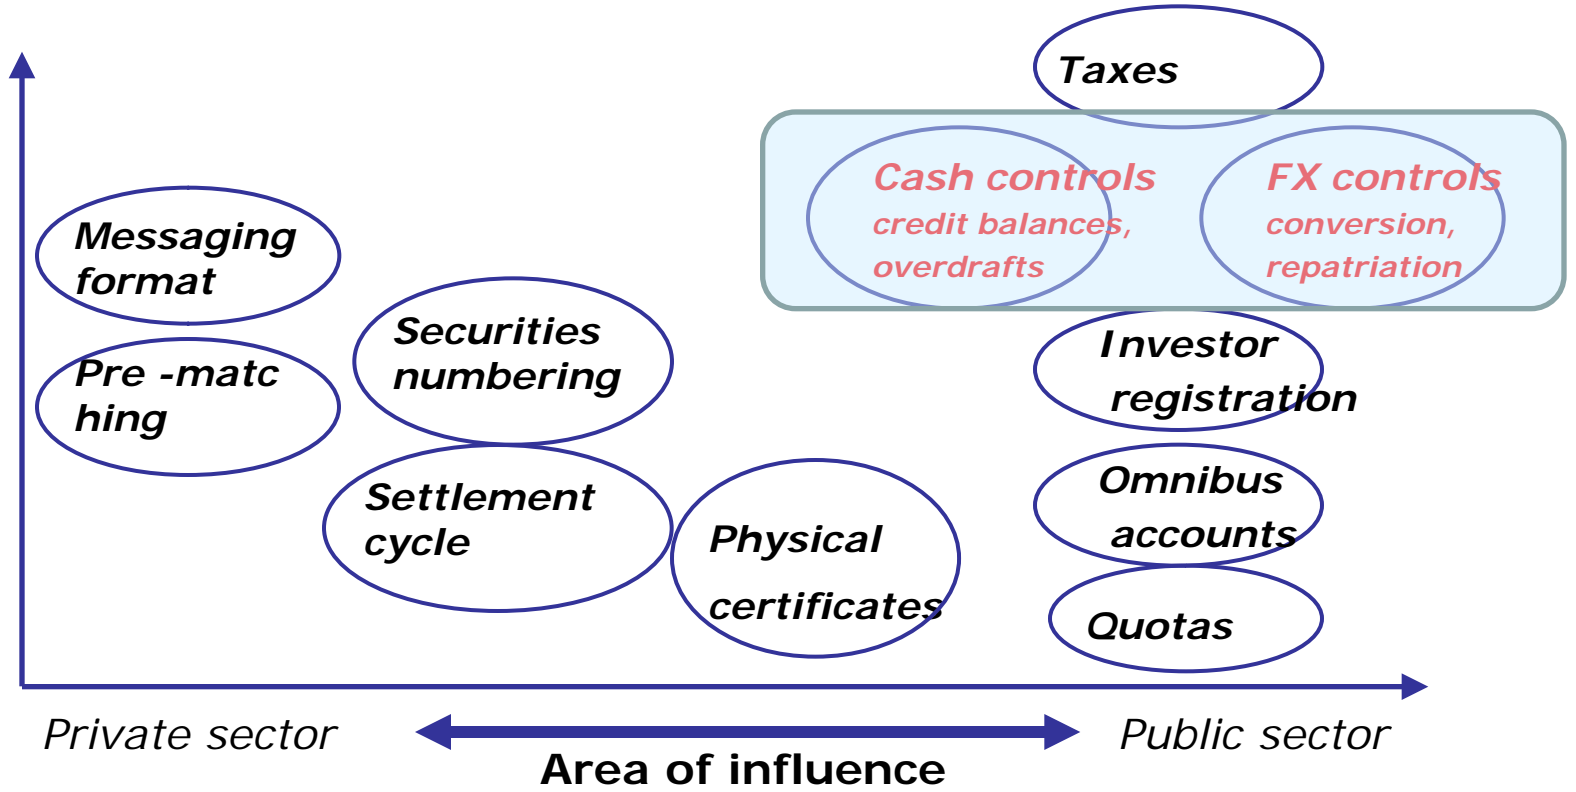 Taxes
Cash controls
credit balances,
overdrafts
FX controls
conversion,
repatriation
Messaging
format
Pre -matc
hing
Securities
numbering
Settlement
cycle
Physical
certificates
Investor
registration
Omnibus
accounts
Quotas
Private sector
Public sector
Area of influence